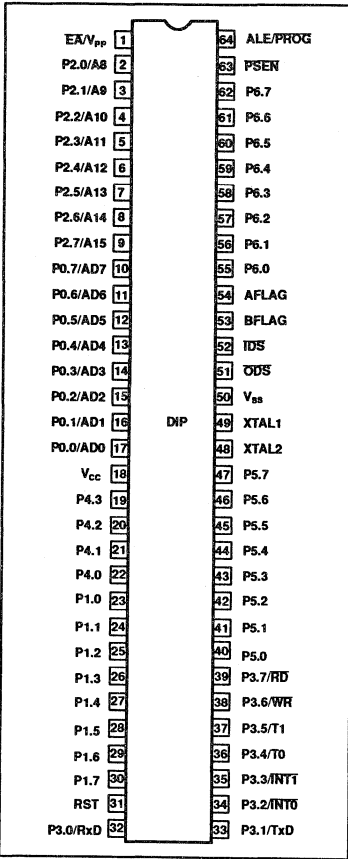 E̅A̅/Vpp 1 64 ALE/P̅R̅O̅G̅
P2.0/A8 2 63 P̅S̅E̅N̅
P2.1/A9 3 62 P6.7
P2.2/A10 4 61 P6.6
P2.3/A11 5 60 P6.5
P2.4/A12 6 59 P6.4
P2.5/A13 7 58 P6.3
P2.6/A14 8 57 P6.2
P2.7/A15 9 56 P6.1
P0.7/AD7 10 55 P6.0
P0.6/AD6 11 54 AFLAG
P0.5/AD5 12 53 BFLAG
P0.4/AD4 13 52 I̅D̅S̅
P0.3/AD3 14 51 O̅D̅S̅
P0.2/AD2 15 50 Vss
P0.1/AD1 16 DIP 49 XTAL1
P0.0/AD0 17 48 XTAL2
Vcc 18 47 P5.7
P4.3 19 46 P5.6
P4.2 20 45 P5.5
P4.1 21 44 P5.4
P4.0 22 43 P5.3
P1.0 23 42 P5.2
P1.1 24 41 P5.1
P1.2 25 40 P5.0
P1.3 26 39 P3.7/R̅D̅
P1.4 27 38 P3.6/W̅R̅
P1.5 28 37 P3.5/T1
P1.6 29 36 P3.4/T0
P1.7 30 35 P3.3/I̅N̅T̅1̅
RST 31 34 P3.2/I̅N̅T̅0̅
P3.0/RxD 32 33 P3.1/TxD